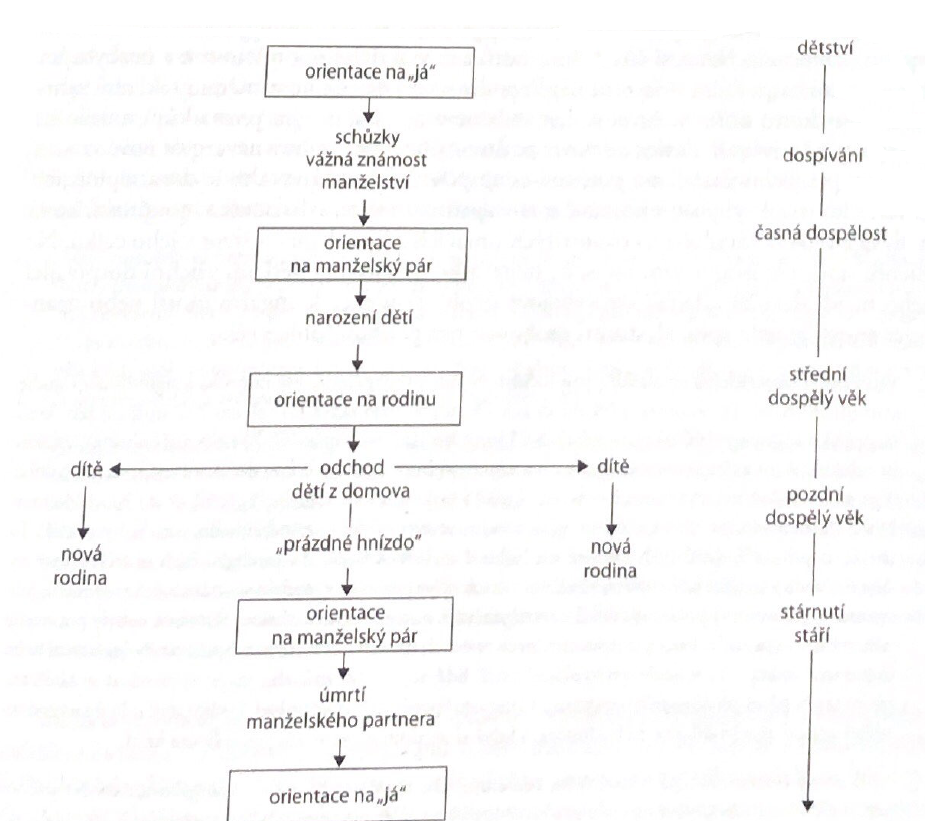 dětství
orientace na „já“
schůzky
vážná známost
manželství
dospívání
časná dospělost
orientace
na manželský pár
narození dětí
střední
dospělý věk
orientace na rodinu
dítě
odchod
dětí z domova
dítě
pozdní
dospělý věk
nová
rodina
„prázdné hnízdo“
nová
rodina
orientace
na manželský pár
stárnutí
stáří
úmrtí
manželského partnera
orientace na „já“